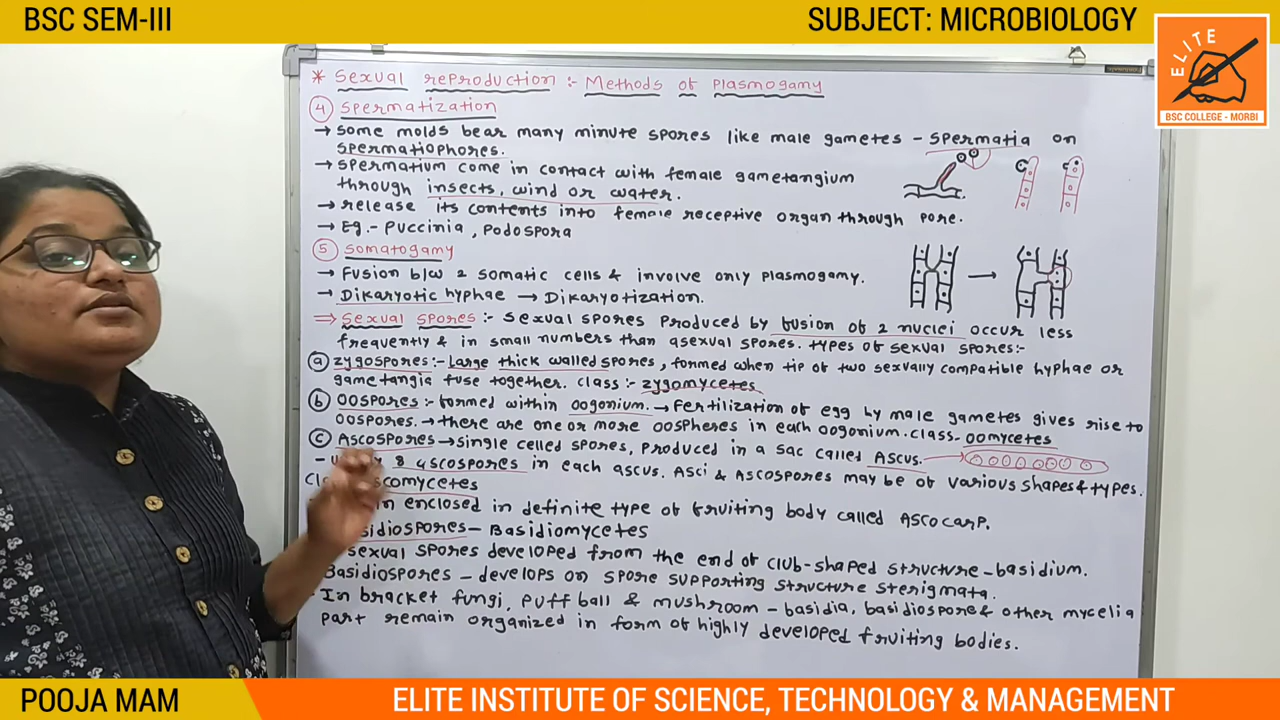 BSC SEM-III
SUBJECT: MICROBIOLOGY
ELITE
BSC COLLEGE - MORBI
* Sexual reproduction :- Methods of Plasmogamy
④ Spermatization
→ Some molds bear many minute spores like male gametes - Spermatia on
Spermatiophores.
→ Spermatium come in contact with female gametangium
through insects, wind or water.
→ release its contents into female receptive organ through pore.
→ Eg.- Puccinia, Podospora
⑤ Somatogamy
→ Fusion b/w 2 somatic cells & involve only plasmogamy.
→ Dikaryotic hyphae → Dikaryotization.
⇒ Sexual spores :- Sexual spores produced by fusion of 2 nuclei occur less
frequently & in small numbers than asexual spores. types of sexual spores:-
ⓐ zygospores :- Large thick walled spores, formed when tip of two sexually compatible hyphae or
gametangia fuse together. class :- zygomycetes
ⓑ Oospores :- formed within oogonium. → Fertilization of egg by male gametes gives rise to
oospores. → there are one or more oospheres in each oogonium. class- oomycetes
ⓒ Ascospores → single celled spores, produced in a sac called Ascus.
- 8 ascospores in each ascus. Asci & Ascospores may be of various shapes & types.
enclosed in definite type of fruiting body called Ascocarp.
- Basidiomycetes
sexual spores developed from the end of club-shaped structure - basidium.
Basidiospores - develops on spore supporting structure sterigmata.
- In bracket fungi, puff ball & mushroom - basidia, basidiospore & other mycelia
part remain organized in form of highly developed fruiting bodies.
POOJA MAM
ELITE INSTITUTE OF SCIENCE, TECHNOLOGY & MANAGEMENT